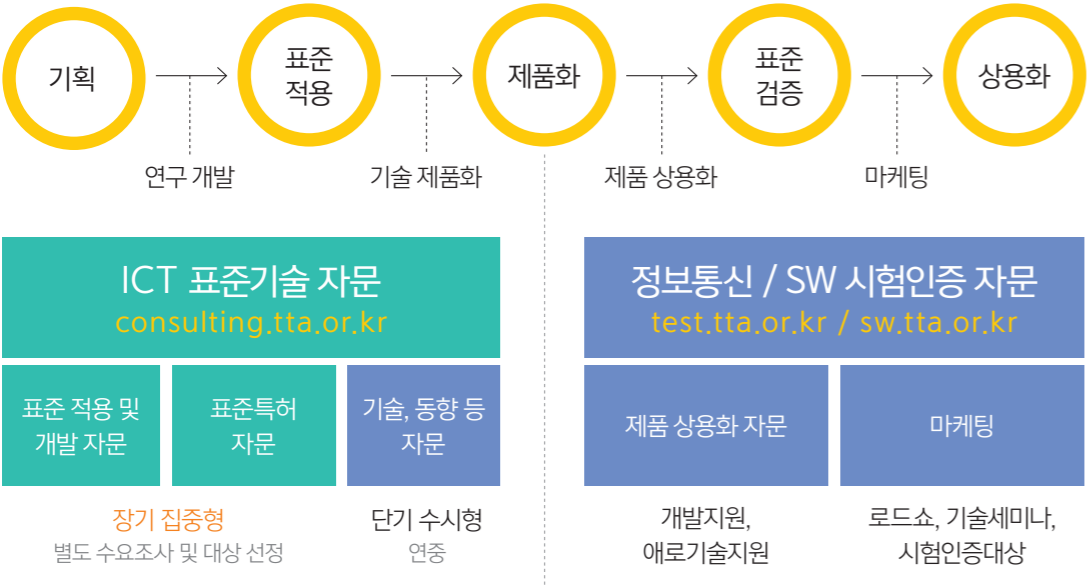 기획
표준
적용
제품화
표준
검증
상용화
연구 개발
기술 제품화
제품 상용화
마케팅
ICT 표준기술 자문
consulting.tta.or.kr
표준 적용 및
개발 자문
표준특허
자문
기술, 동향 등
자문
장기 집중형
별도 수요조사 및 대상 선정
단기 수시형
연중
정보통신 / SW 시험인증 자문
test.tta.or.kr / sw.tta.or.kr
제품 상용화 자문
마케팅
개발지원,
애로기술지원
로드쇼, 기술세미나,
시험인증대상